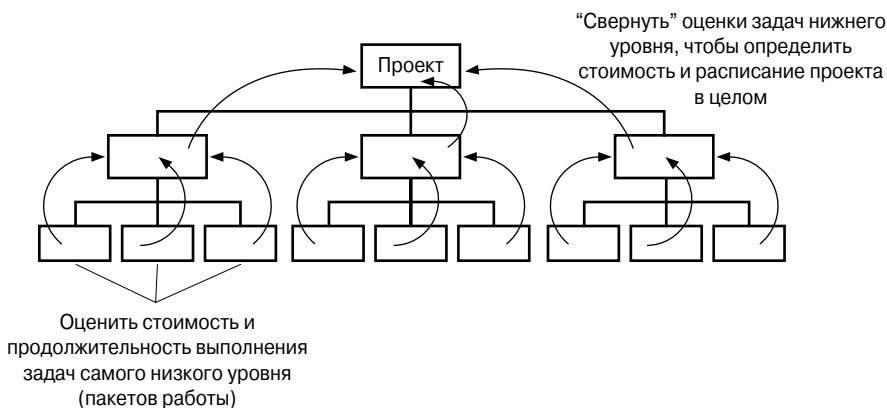 “Свернуть” оценки задач нижнего
уровня, чтобы определить
стоимость и расписание проекта
в целом
Проект
Оценить стоимость и
продолжительность выполнения
задач самого низкого уровня
(пакетов работы)